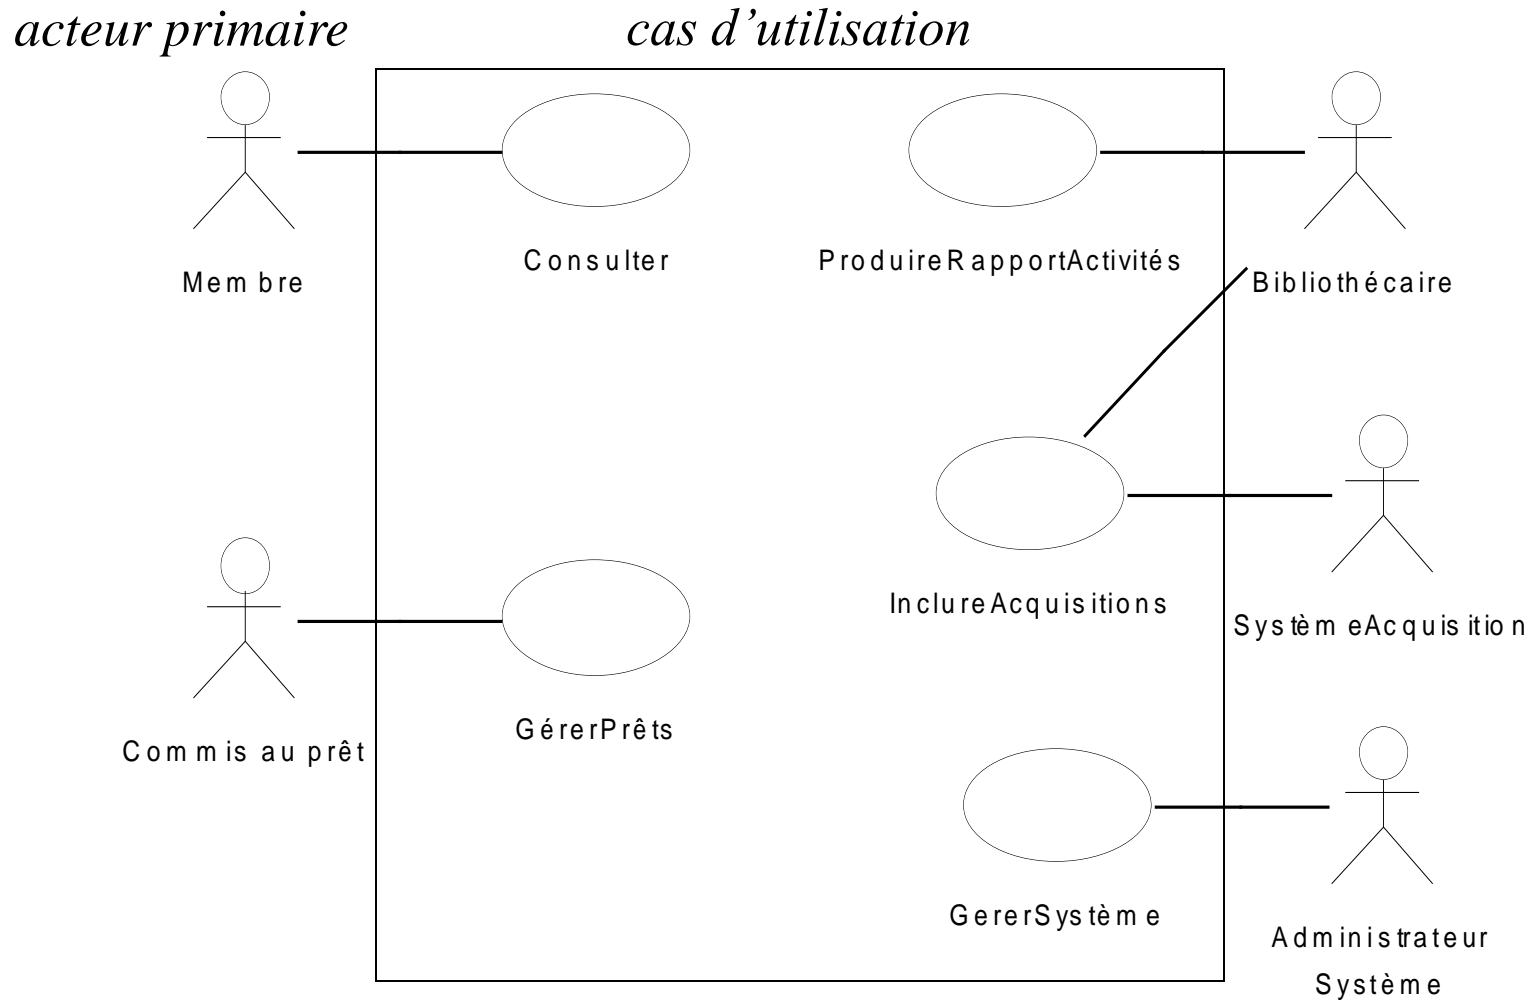 acteur primaire
cas d’utilisation
Membre
Consulter
ProduireRapportActivités
Bibliothécaire
InclureAcquisitions
SystèmeAcquisition
Commis au prêt
GérerPrêts
GererSystème
Administrateur
Système